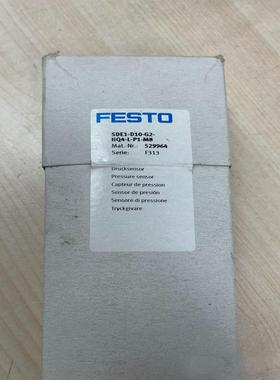 FESTO
SDE1-D10-G2-
HQ4-L-P1-M8
Mat.-Nr.: 529964
Serie: F313
Drucksensor
Pressure sensor
Capteur de pression
Sensor de presión
Sensore di pressione
Tryckgivare